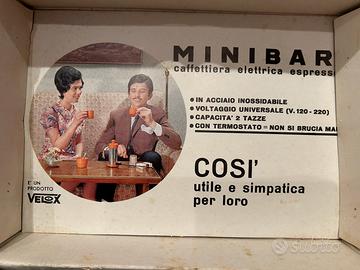 MINIBAR
caffettiera elettrica espress
• IN ACCIAIO INOSSIDABILE
• VOLTAGGIO UNIVERSALE (V. 120 - 220)
• CAPACITA' 2 TAZZE
• CON TERMOSTATO = NON SI BRUCIA MAI
COSI'
utile e simpatica
per loro
E' UN
PRODOTTO
VELOX
subito